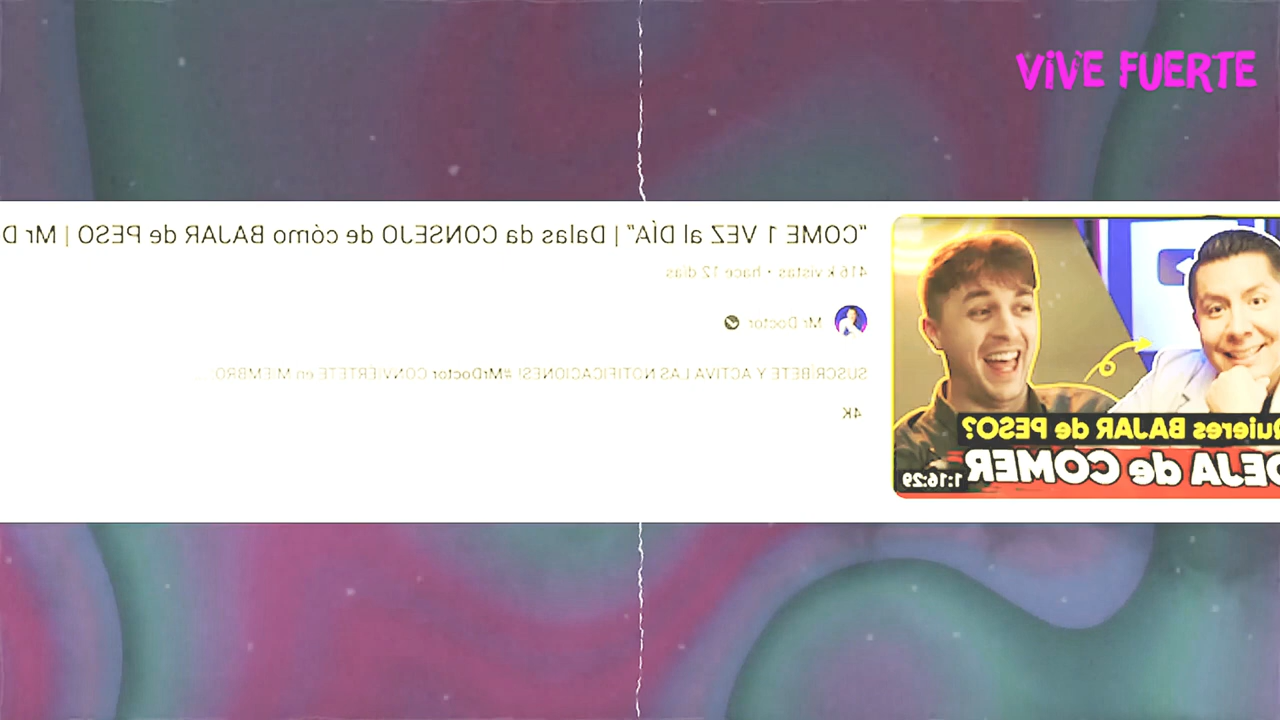 VIVE FUERTE
"COME 1 VEZ al DÍA" | Dalas da CONSEJO de cómo BAJAR de PESO | Mr D
416 k vistas • hace 12 días
Mr Doctor
SUSCRÍBETE Y ACTIVA LAS NOTIFICACIONES! #MrDoctor CONVIERTETE en MIEMBRO ...
4K
Quieres BAJAR de PESO?
DEJA de COMER
1:16:29